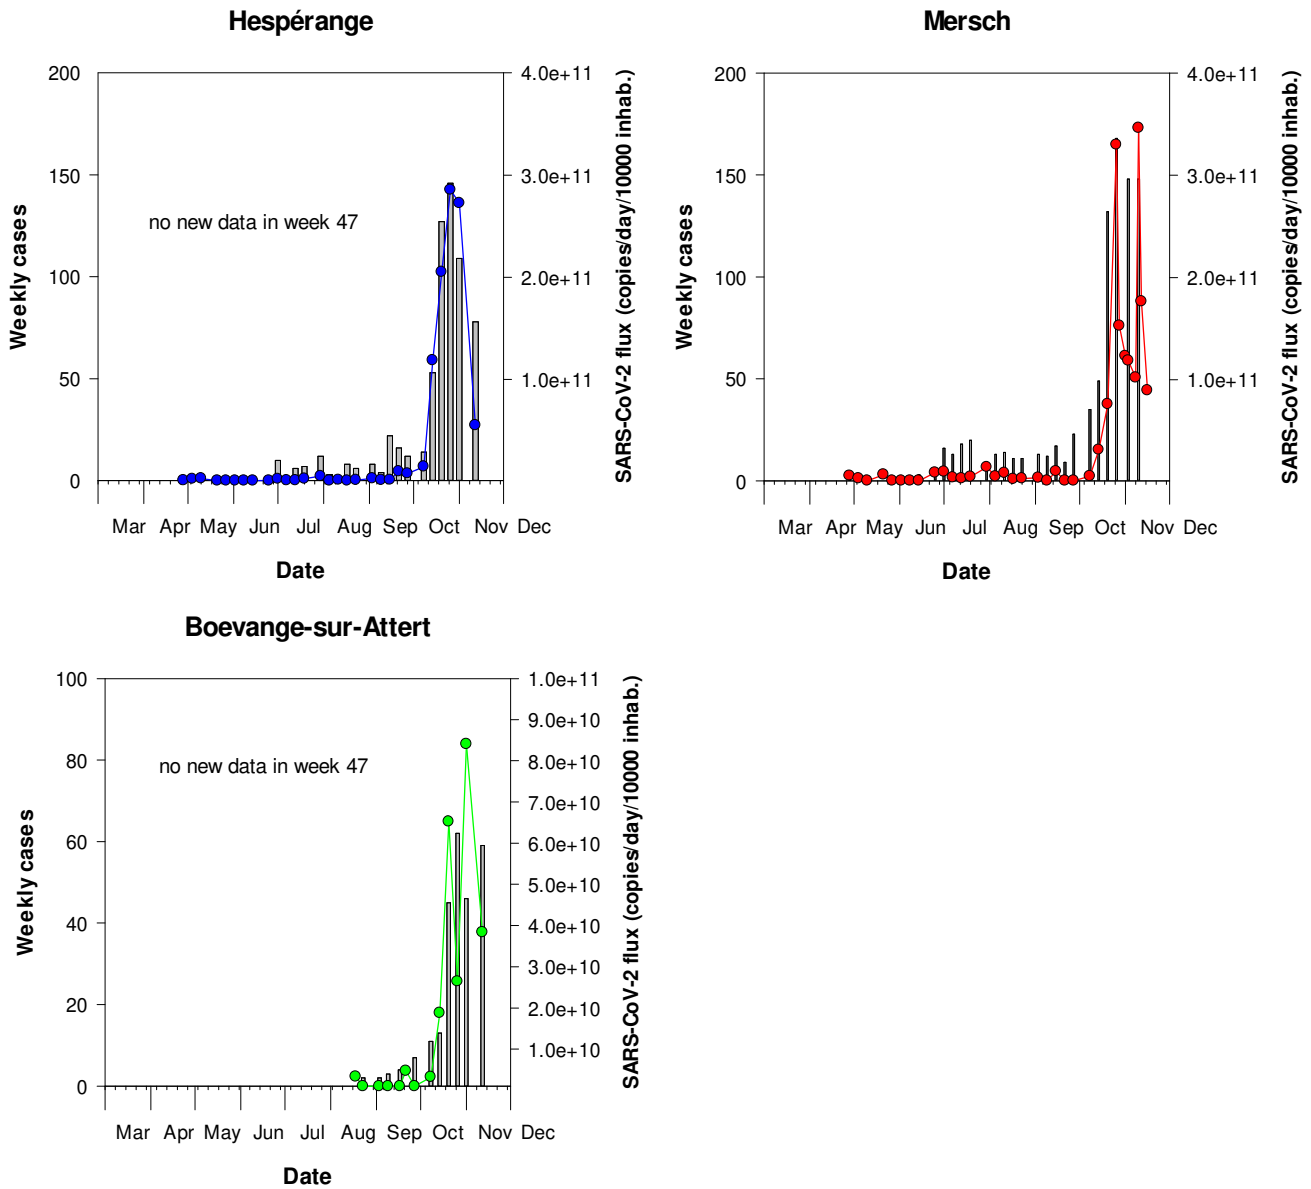 Hespérange
200
150
100
50
0
4.0e+11
3.0e+11
2.0e+11
1.0e+11
Weekly cases
SARS-CoV-2 flux (copies/day/10000 inhab.)
no new data in week 47
Mar Apr May Jun Jul Aug Sep Oct Nov Dec
Date
Mersch
200
150
100
50
0
4.0e+11
3.0e+11
2.0e+11
1.0e+11
Weekly cases
SARS-CoV-2 flux (copies/day/10000 inhab.)
Mar Apr May Jun Jul Aug Sep Oct Nov Dec
Date
Boevange-sur-Attert
100
80
60
40
20
0
1.0e+11
9.0e+10
8.0e+10
7.0e+10
6.0e+10
5.0e+10
4.0e+10
3.0e+10
2.0e+10
1.0e+10
Weekly cases
SARS-CoV-2 flux (copies/day/10000 inhab.)
no new data in week 47
Mar Apr May Jun Jul Aug Sep Oct Nov Dec
Date